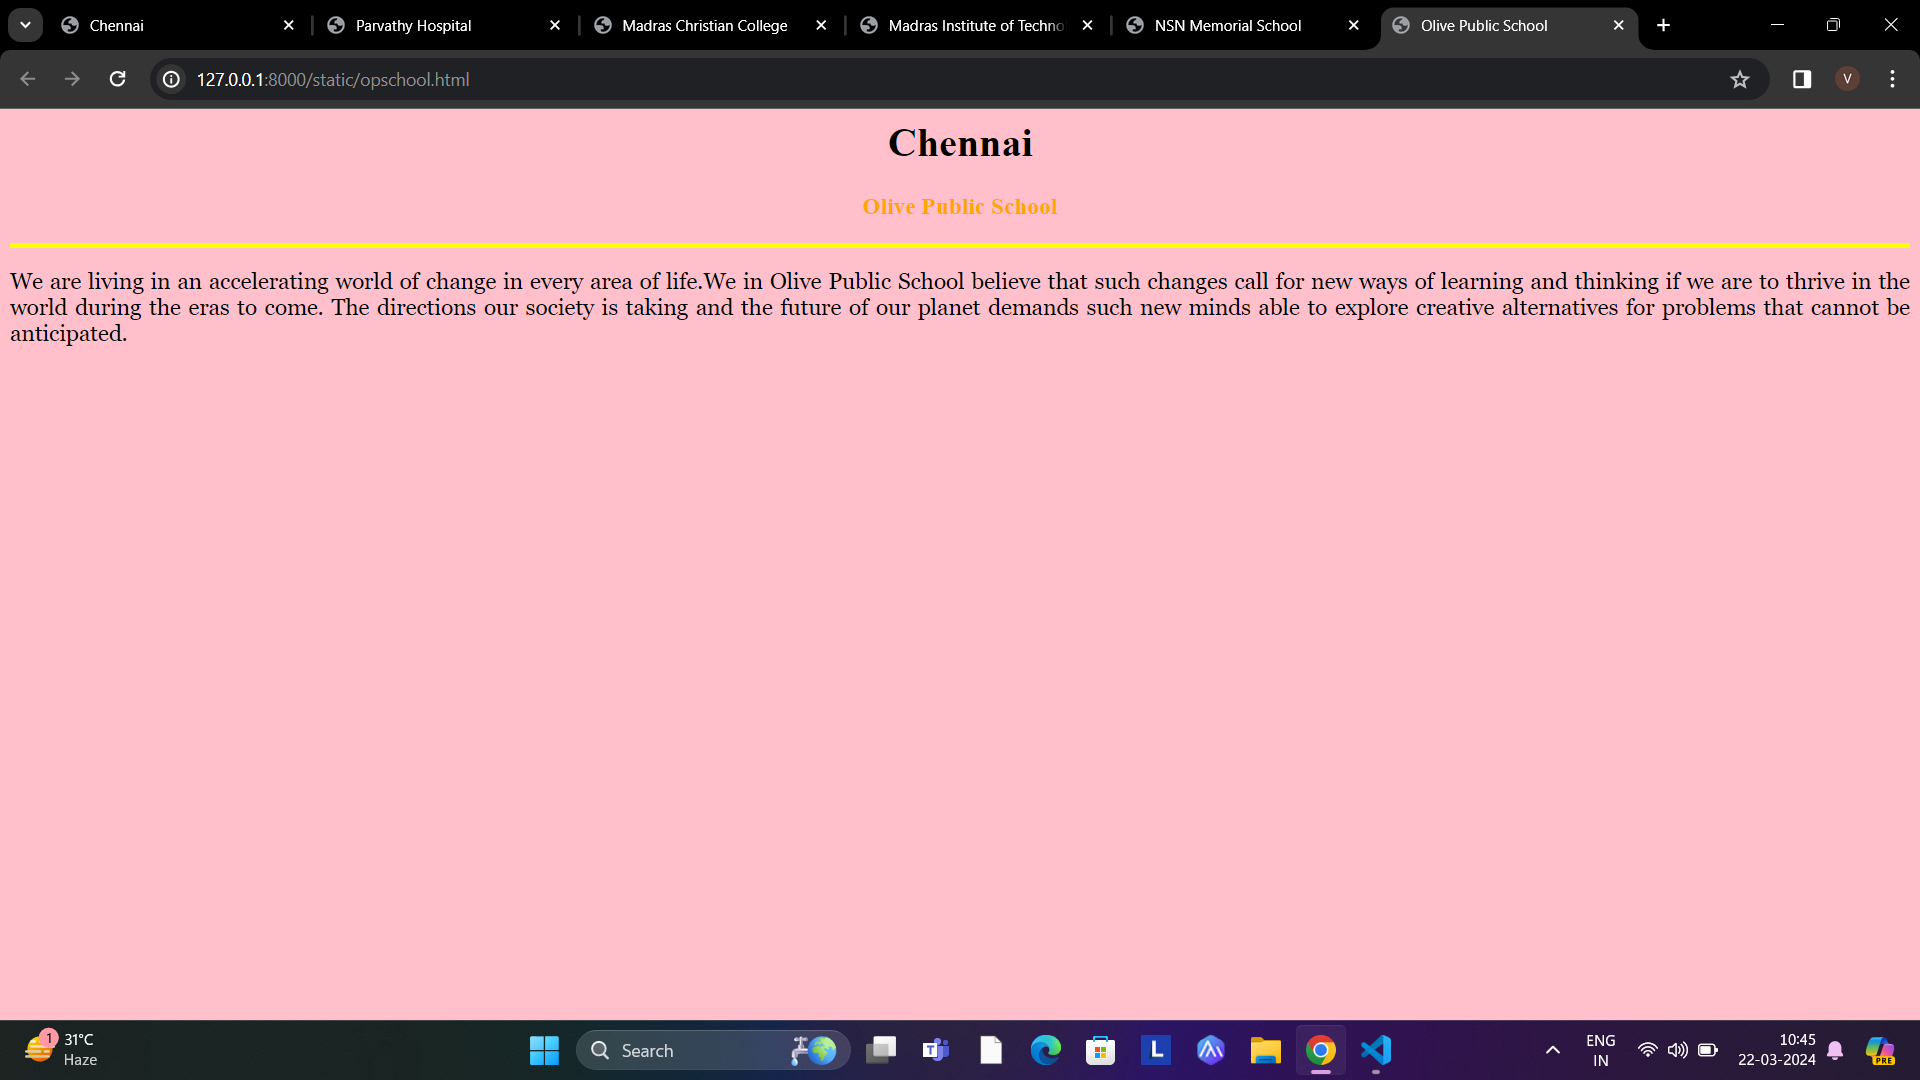 Chennai
Parvathy Hospital
Madras Christian College
Madras Institute of Techno
NSN Memorial School
Olive Public School
127.0.0.1:8000/static/opschool.html
V
Chennai
Olive Public School
We are living in an accelerating world of change in every area of life.We in Olive Public School believe that such changes call for new ways of learning and thinking if we are to thrive in the
world during the eras to come. The directions our society is taking and the future of our planet demands such new minds able to explore creative alternatives for problems that cannot be
anticipated.
1
31°C
Haze
Search
T
L
ENG
IN
10:45
22-03-2024
PRE